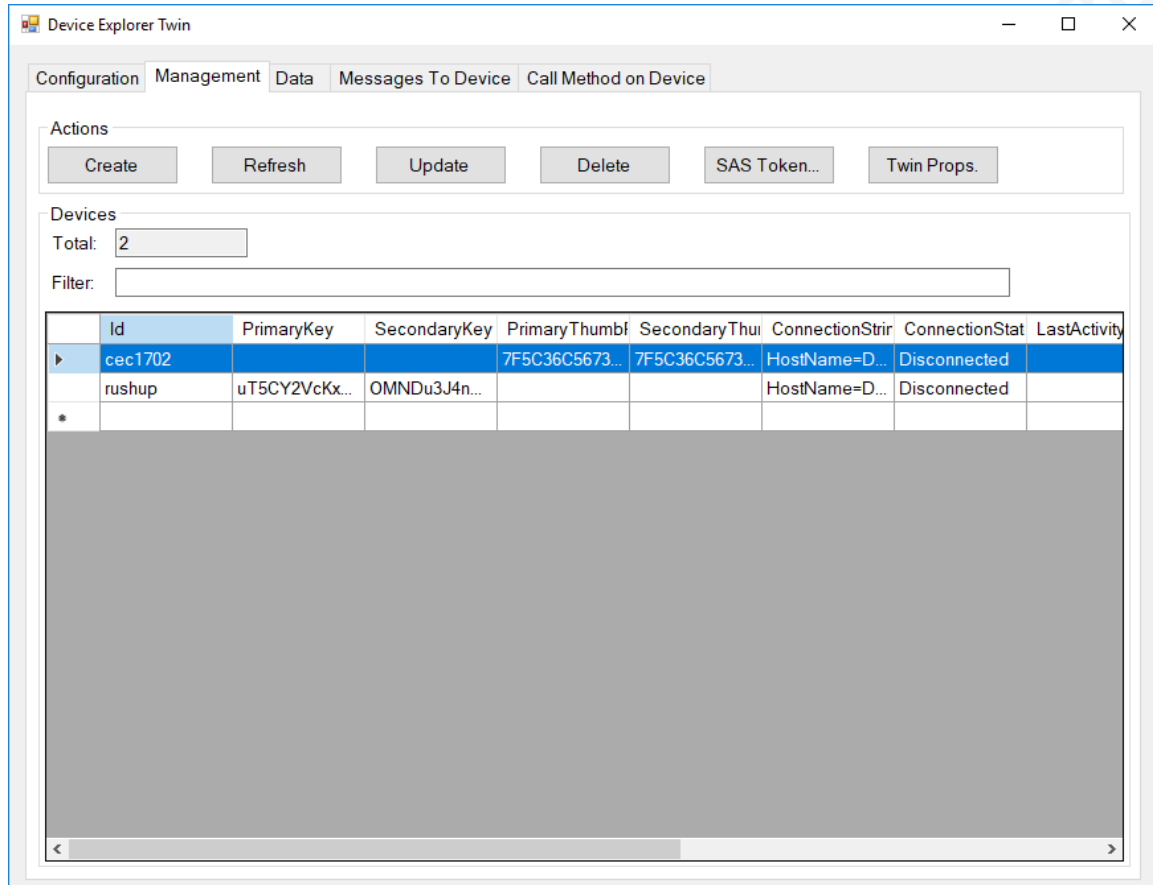 Device Explorer Twin
Configuration Management Data Messages To Device Call Method on Device
Actions
Create Refresh Update Delete SAS Token... Twin Props.
Devices
Total: 2
Filter:
Id PrimaryKey SecondaryKey PrimaryThumb SecondaryThu ConnectionStrin ConnectionStat LastActivity
cec1702 7F5C36C5673... 7F5C36C5673... HostName=D... Disconnected
rushup uT5CY2VcKx... OMNDu3J4n... HostName=D... Disconnected